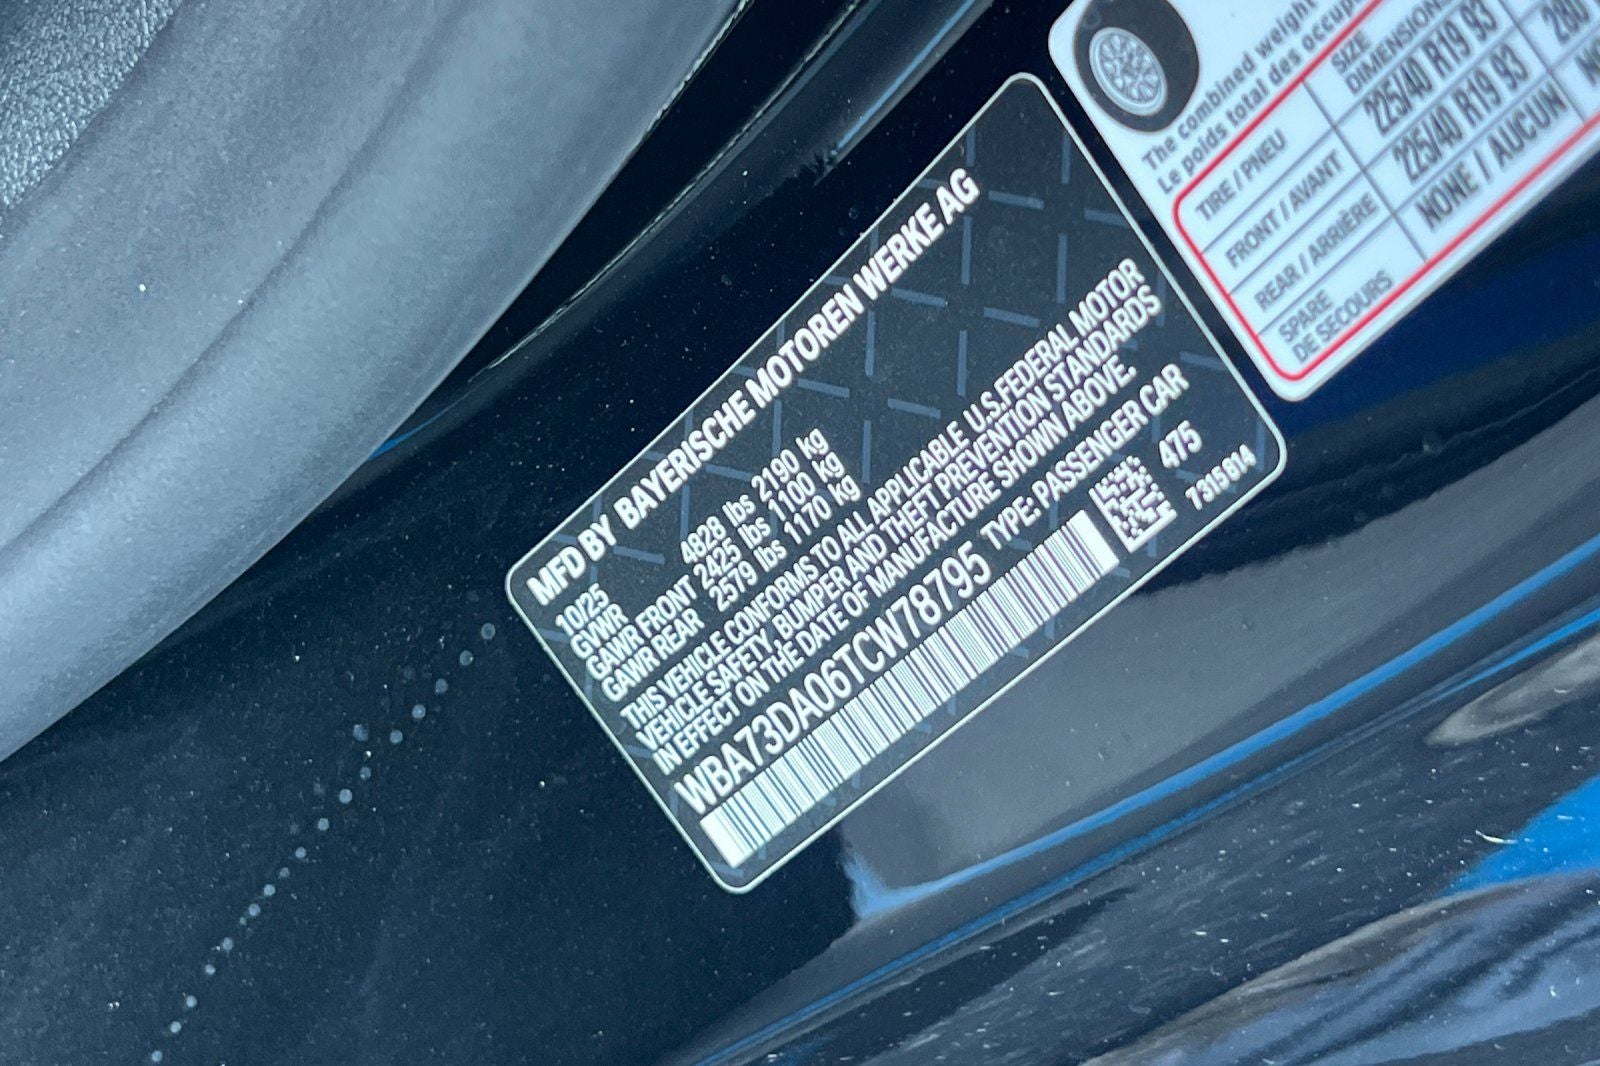 MFD BY BAYERISCHE MOTOREN WERKE AG
10/25
GVWR 4828 lbs 2190 kg
GAWR FRONT 2425 lbs 1100 kg
GAWR REAR 2579 lbs 1170 kg
THIS VEHICLE CONFORMS TO ALL APPLICABLE U.S.FEDERAL MOTOR
VEHICLE SAFETY, BUMPER AND THEFT PREVENTION STANDARDS
IN EFFECT ON THE DATE OF MANUFACTURE SHOWN ABOVE.
WBA73DA06TCW78795 TYPE: PASSENGER CAR
475
7315814
The combined weight
Le poids total des
TIRE / PNEU SIZE
DIMENSIONS
FRONT / AVANT 225/40 R19 93
REAR / ARRIÈRE 225/40 R19 93
SPARE
DE SECOURS NONE / AUCUN
280